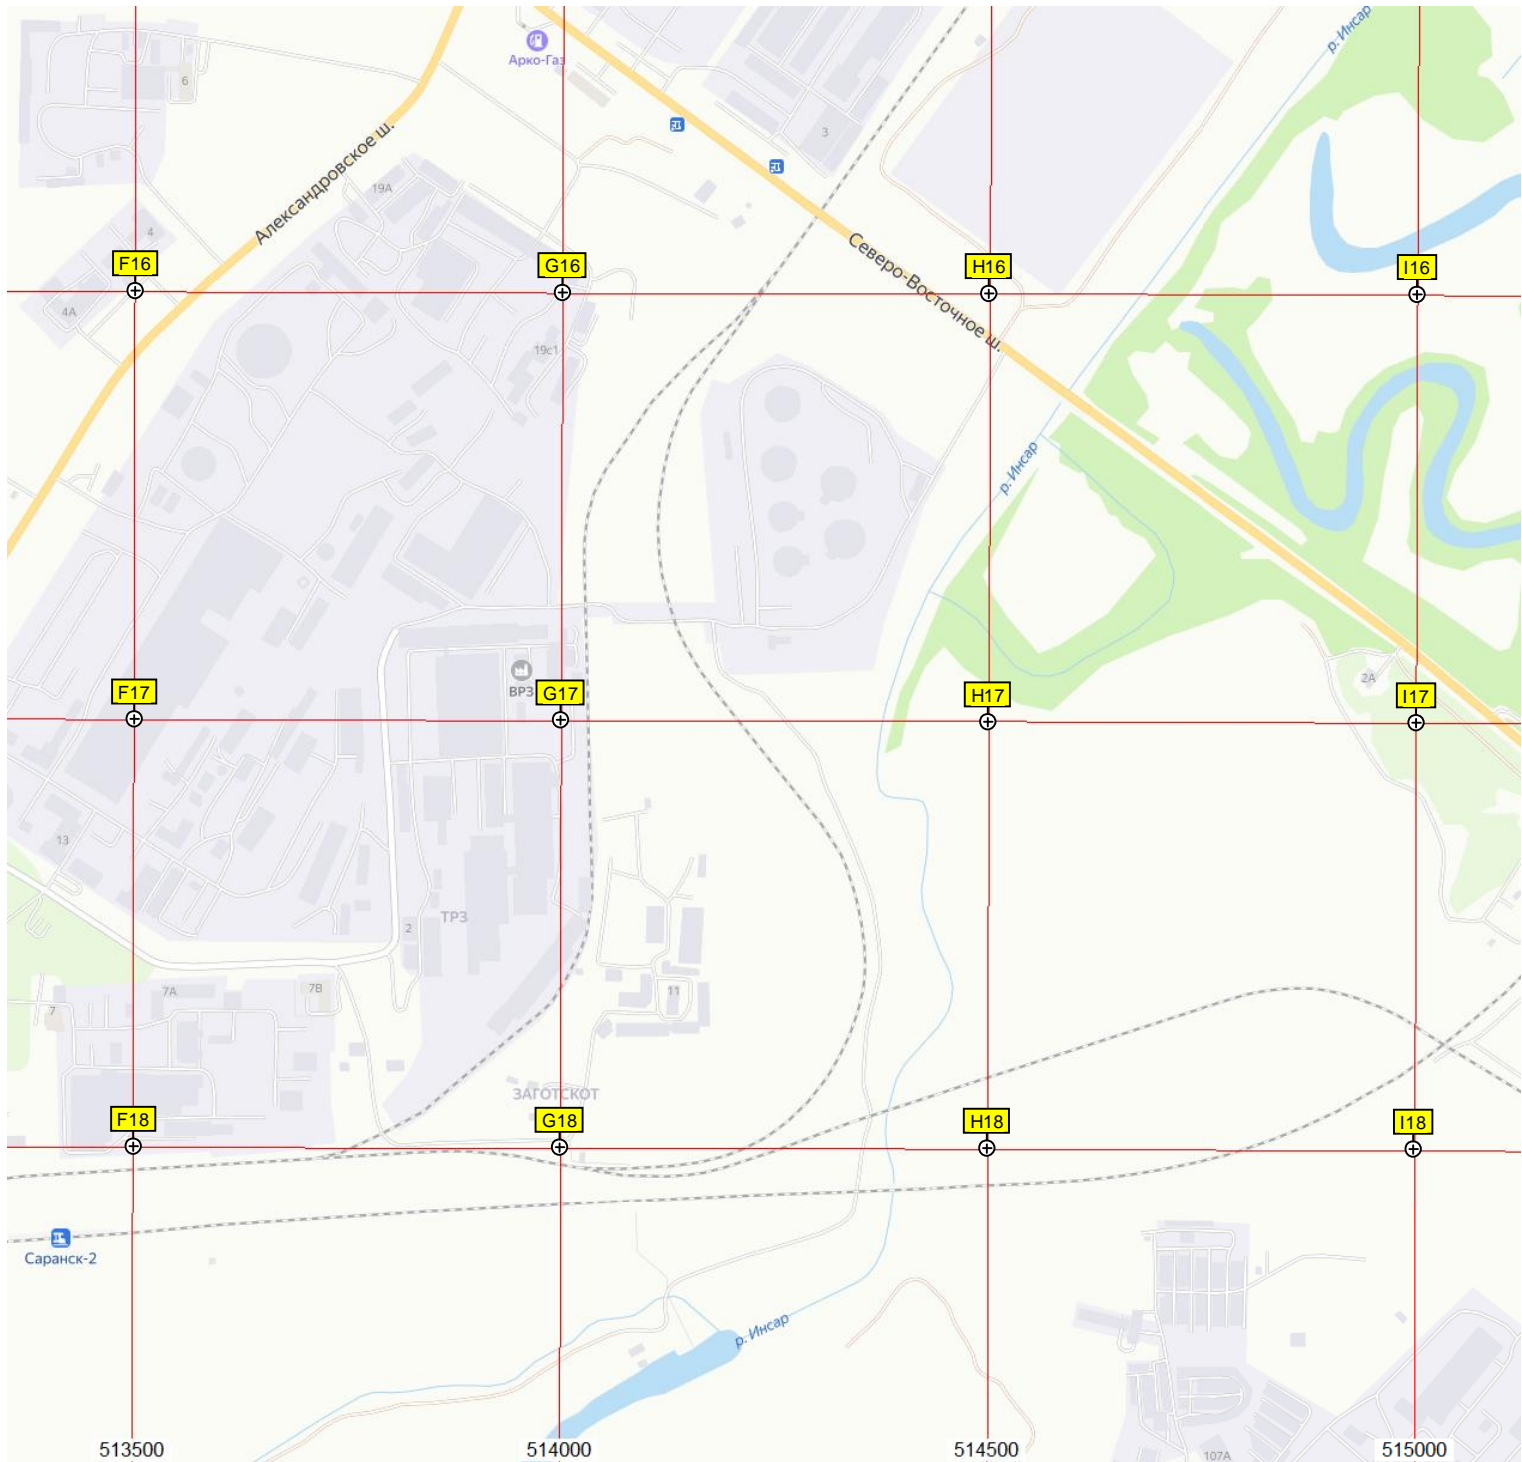 р. Инсар
Арко-Газ
6
3
Александровское ш.
19А
4
Северо-Восточное ш.
F16
G16
H16
I16
4А
19с1
р. Инсар
2А
ВРЗ
F17
G17
H17
I17
13
ТРЗ
2
7А
7В
11
7
ЗАГОТСКОТ
F18
G18
H18
I18
Саранск-2
р. Инсар
107А
513500
514000
514500
515000